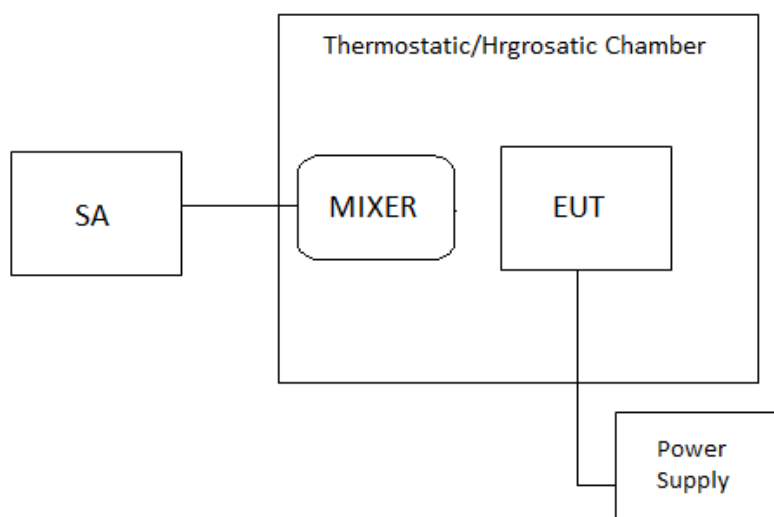 Thermostatic/Hrgrosatic Chamber
SA
MIXER
EUT
Power
Supply